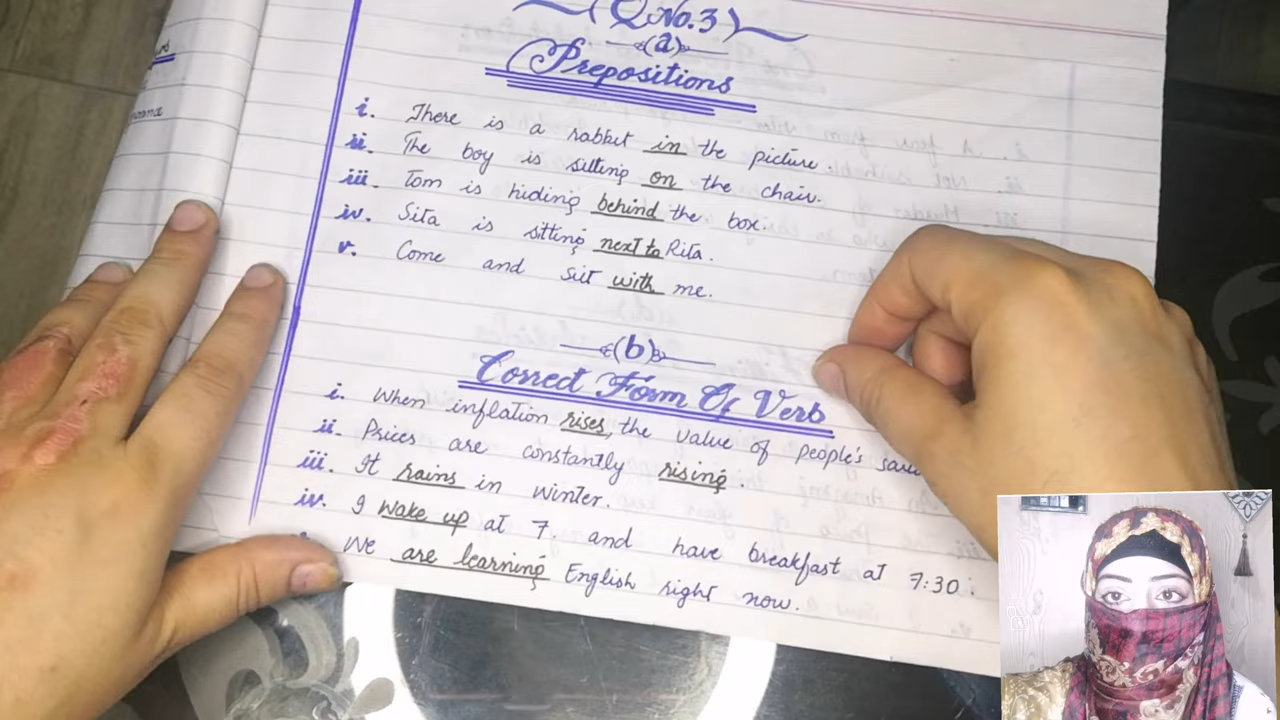 Q No.3
(a)
Prepositions
i. There is a rabbit in the picture.
ii. The boy is sitting on the chair.
iii. Tom is hiding behind the box.
iv. Sita is sitting next to Rita.
v. Come and sit with me.
(b)
Correct Form Of Verb
i. When inflation rises, the value of people's
ii. Prices are constantly rising.
iii. It rains in winter.
iv. I wake up at 7. and have breakfast at 7:30.
We are learning English right now.